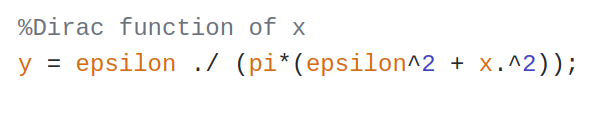 %Dirac function of x
y = epsilon ./ (pi*(epsilon^2 + x.^2));